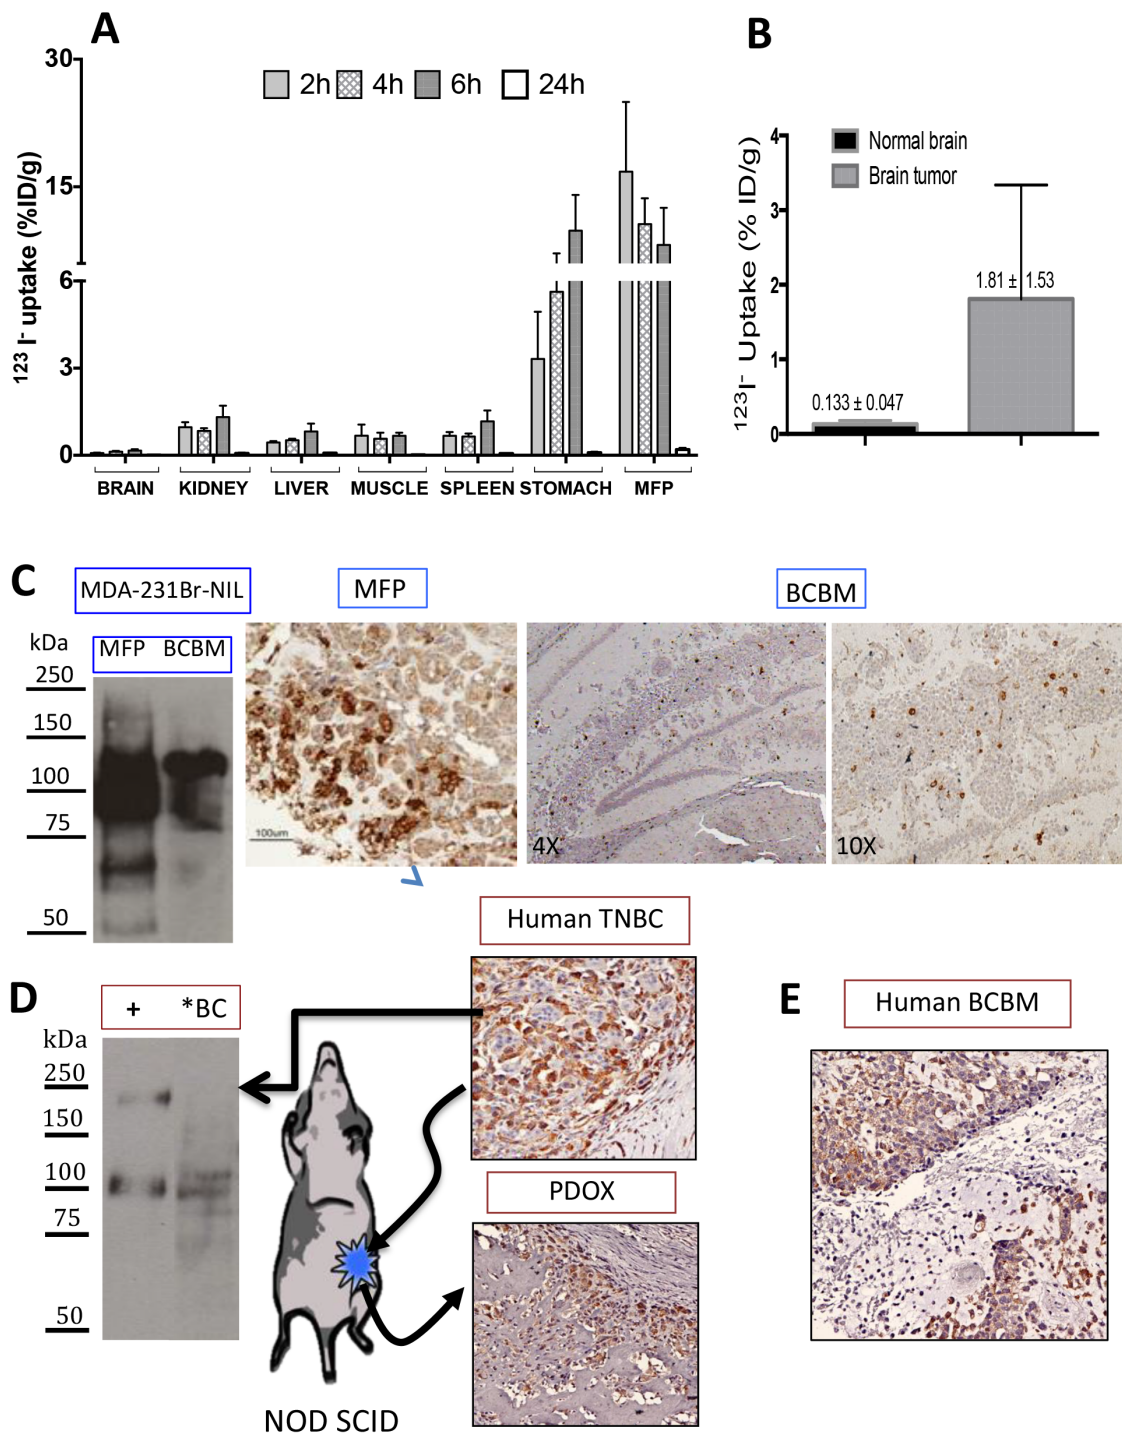 A
30
15
6
3
0
¹²³ I⁻ uptake (%ID/g)
2h 4h 6h 24h
BRAIN KIDNEY LIVER MUSCLE SPLEEN STOMACH MFP
B
4
3
2
1
0
¹²³I⁻ Uptake (% ID/g)
Normal brain
Brain tumor
0.133 ± 0.047
1.81 ± 1.53
C
MDA-231Br-NIL
MFP
BCBM
kDa
MFP BCBM
250
150
100
75
50
100um
4X
10X
D
+ *BC
kDa
250
150
100
75
50
NOD SCID
Human TNBC
PDOX
E
Human BCBM